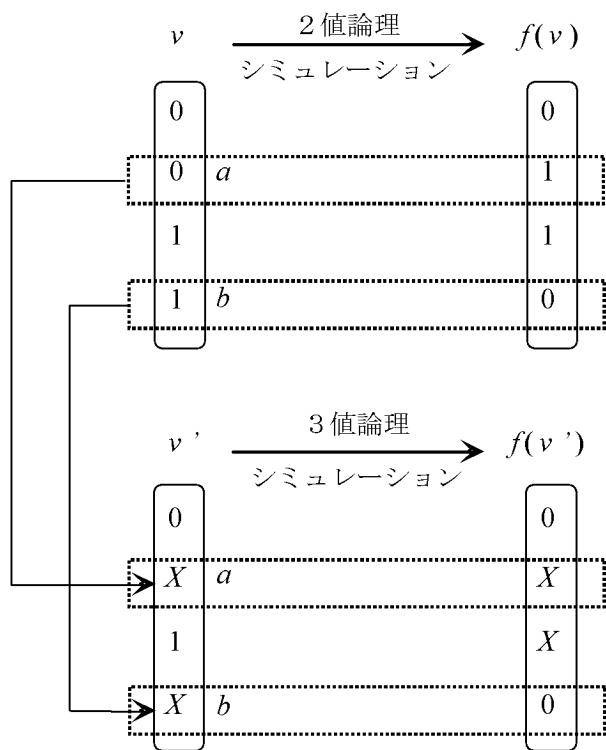 v 2値論理 f(v)
シミュレーション
0 0
0 a 1
1 1
1 b 0
v' 3値論理 f(v')
シミュレーション
0 0
X a X
1 X
X b 0